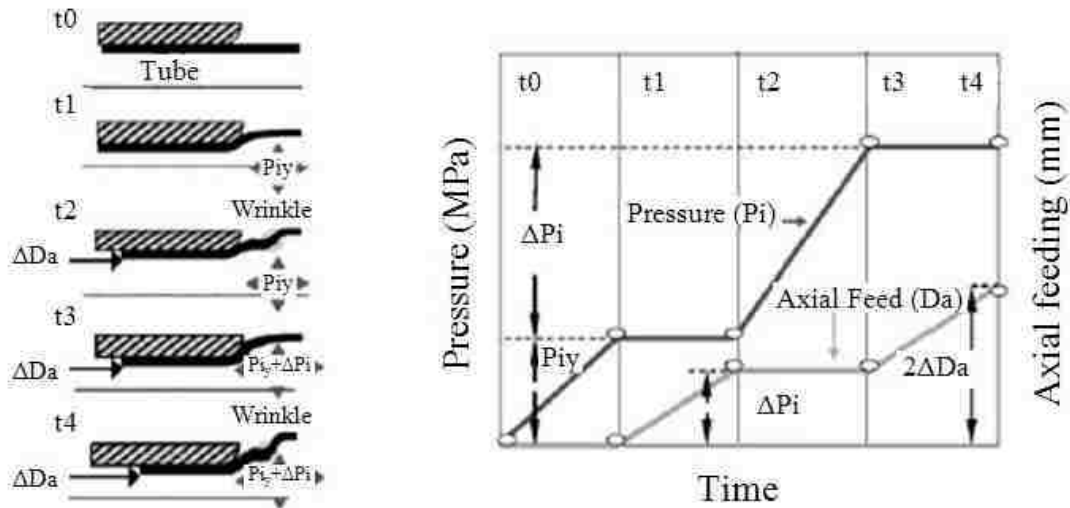 t0
Tube
t1
Piy
Wrinkle
t2
ΔDa
Piy
t3
ΔDa
Piy+ΔPi
Wrinkle
t4
ΔDa
Piy+ΔPi
t0 t1 t2 t3 t4
Pressure (MPa)
ΔPi
Pressure (Pi)
Axial Feed (Da)
Piy
ΔPi
2ΔDa
Axial feeding (mm)
Time